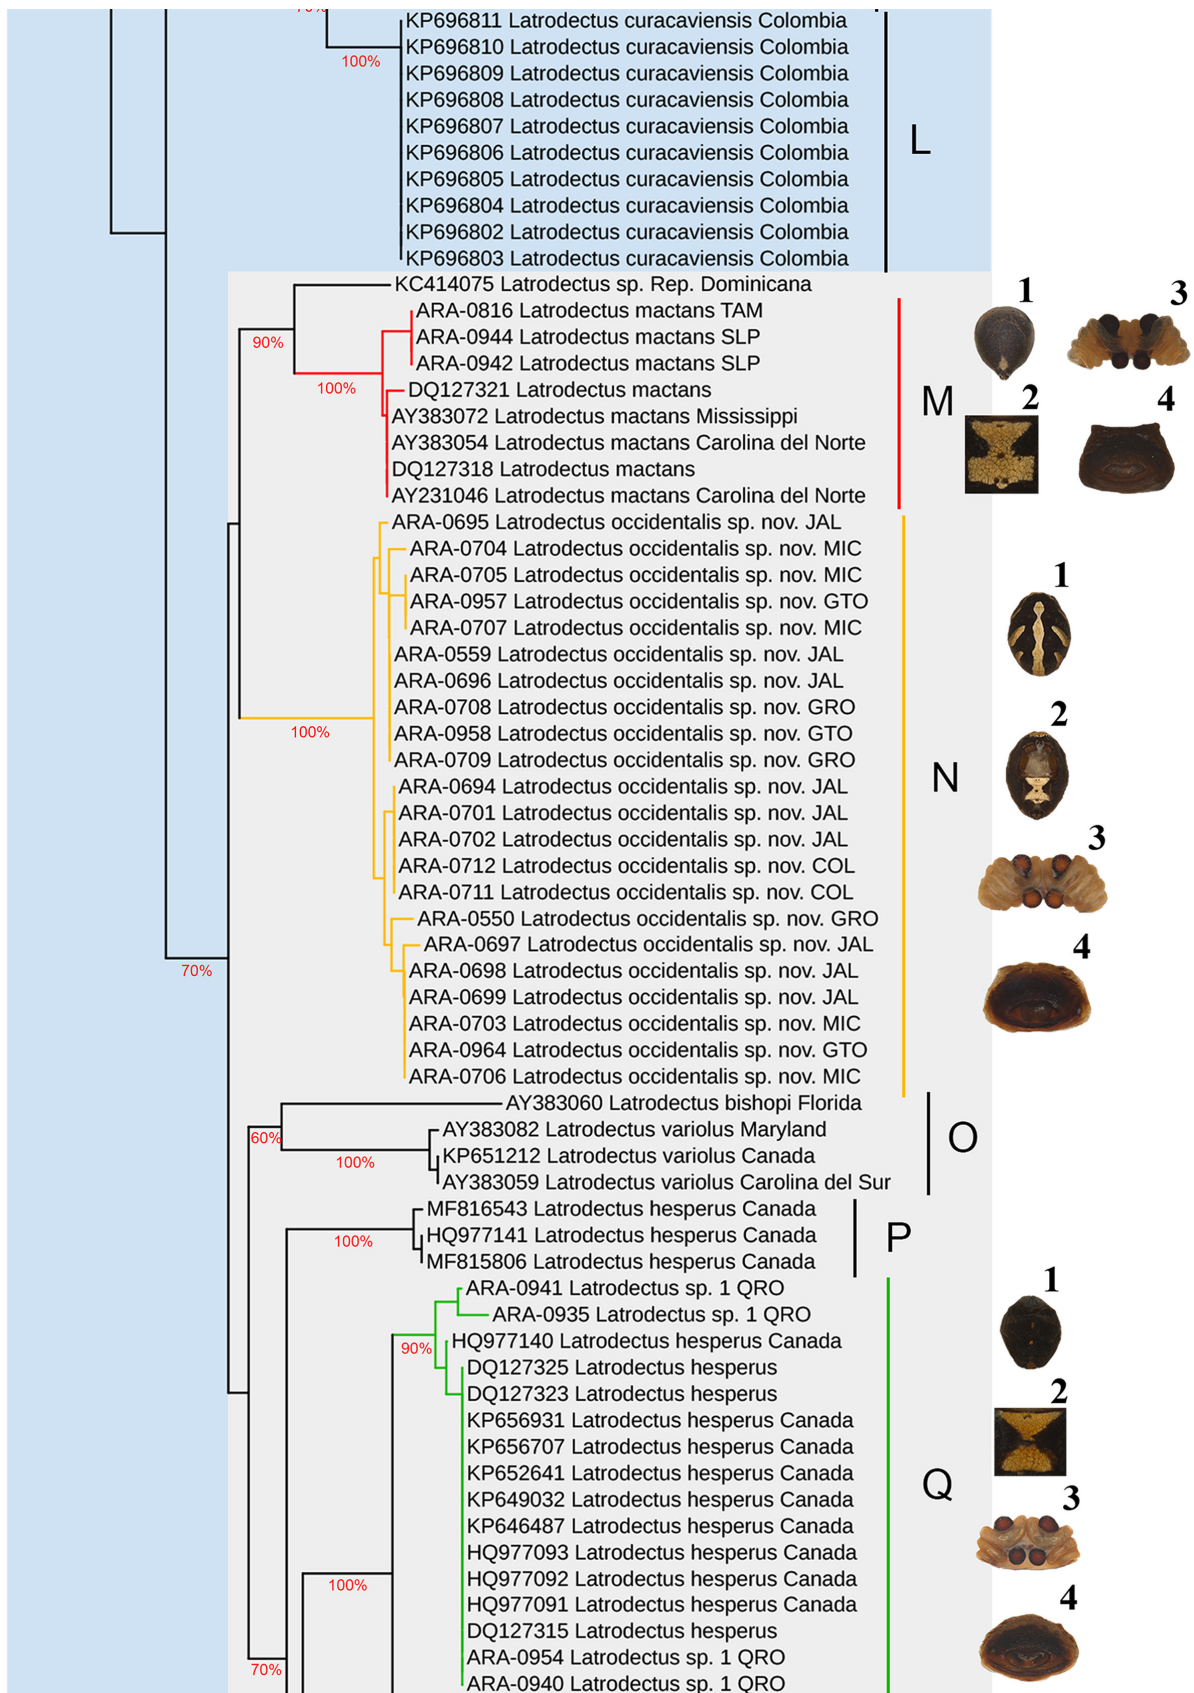 KP696811 Latrodectus curacaviensis Colombia
KP696810 Latrodectus curacaviensis Colombia
100%
KP696809 Latrodectus curacaviensis Colombia
KP696808 Latrodectus curacaviensis Colombia
KP696807 Latrodectus curacaviensis Colombia
L
KP696806 Latrodectus curacaviensis Colombia
KP696805 Latrodectus curacaviensis Colombia
KP696804 Latrodectus curacaviensis Colombia
KP696802 Latrodectus curacaviensis Colombia
KP696803 Latrodectus curacaviensis Colombia
KC414075 Latrodectus sp. Rep. Dominicana
1
3
ARA-0816 Latrodectus mactans TAM
ARA-0944 Latrodectus mactans SLP
90%
ARA-0942 Latrodectus mactans SLP
100%
DQ127321 Latrodectus mactans
M
2
4
AY383072 Latrodectus mactans Mississippi
AY383054 Latrodectus mactans Carolina del Norte
DQ127318 Latrodectus mactans
AY231046 Latrodectus mactans Carolina del Norte
ARA-0695 Latrodectus occidentalis sp. nov. JAL
ARA-0704 Latrodectus occidentalis sp. nov. MIC
ARA-0705 Latrodectus occidentalis sp. nov. MIC
1
ARA-0957 Latrodectus occidentalis sp. nov. GTO
ARA-0707 Latrodectus occidentalis sp. nov. MIC
ARA-0559 Latrodectus occidentalis sp. nov. JAL
ARA-0696 Latrodectus occidentalis sp. nov. JAL
ARA-0708 Latrodectus occidentalis sp. nov. GRO
2
100%
ARA-0958 Latrodectus occidentalis sp. nov. GTO
ARA-0709 Latrodectus occidentalis sp. nov. GRO
N
ARA-0694 Latrodectus occidentalis sp. nov. JAL
ARA-0701 Latrodectus occidentalis sp. nov. JAL
ARA-0702 Latrodectus occidentalis sp. nov. JAL
3
ARA-0712 Latrodectus occidentalis sp. nov. COL
ARA-0711 Latrodectus occidentalis sp. nov. COL
ARA-0550 Latrodectus occidentalis sp. nov. GRO
ARA-0697 Latrodectus occidentalis sp. nov. JAL
4
70%
ARA-0698 Latrodectus occidentalis sp. nov. JAL
ARA-0699 Latrodectus occidentalis sp. nov. JAL
ARA-0703 Latrodectus occidentalis sp. nov. MIC
ARA-0964 Latrodectus occidentalis sp. nov. GTO
ARA-0706 Latrodectus occidentalis sp. nov. MIC
AY383060 Latrodectus bishopi Florida
60%
AY383082 Latrodectus variolus Maryland
O
100%
KP651212 Latrodectus variolus Canada
AY383059 Latrodectus variolus Carolina del Sur
MF816543 Latrodectus hesperus Canada
100%
HQ977141 Latrodectus hesperus Canada
P
MF815806 Latrodectus hesperus Canada
ARA-0941 Latrodectus sp. 1 QRO
1
ARA-0935 Latrodectus sp. 1 QRO
90%
HQ977140 Latrodectus hesperus Canada
DQ127325 Latrodectus hesperus
DQ127323 Latrodectus hesperus
2
KP656931 Latrodectus hesperus Canada
KP656707 Latrodectus hesperus Canada
KP652641 Latrodectus hesperus Canada
Q
KP649032 Latrodectus hesperus Canada
3
KP646487 Latrodectus hesperus Canada
HQ977093 Latrodectus hesperus Canada
100%
HQ977092 Latrodectus hesperus Canada
HQ977091 Latrodectus hesperus Canada
4
DQ127315 Latrodectus hesperus
ARA-0954 Latrodectus sp. 1 QRO
70%
ARA-0940 Latrodectus sp. 1 QRO